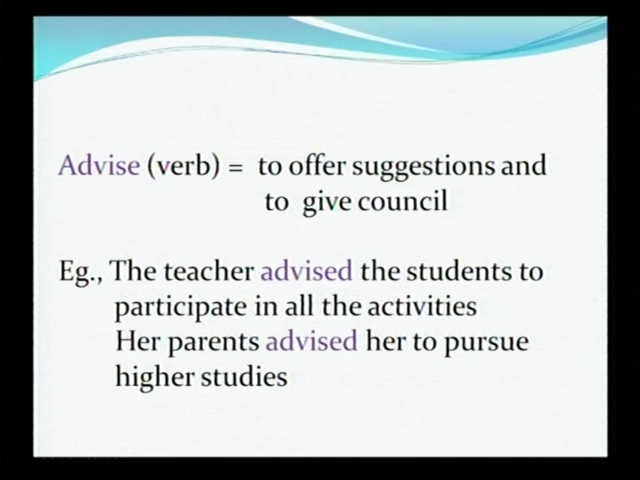 Advise (verb) = to offer suggestions and
to give council
Eg., The teacher advised the students to
participate in all the activities
Her parents advised her to pursue
higher studies